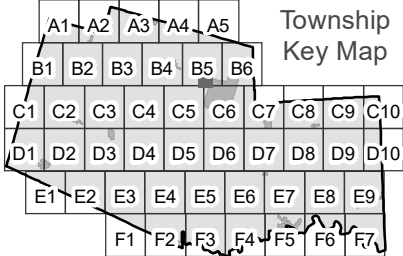 Township
Key Map
A1 A2 A3 A4 A5
B1 B2 B3 B4 B5 B6
C1 C2 C3 C4 C5 C6 C7 C8 C9 C10
D1 D2 D3 D4 D5 D6 D7 D8 D9 D10
E1 E2 E3 E4 E5 E6 E7 E8 E9
F1 F2 F3 F4 F5 F6 F7